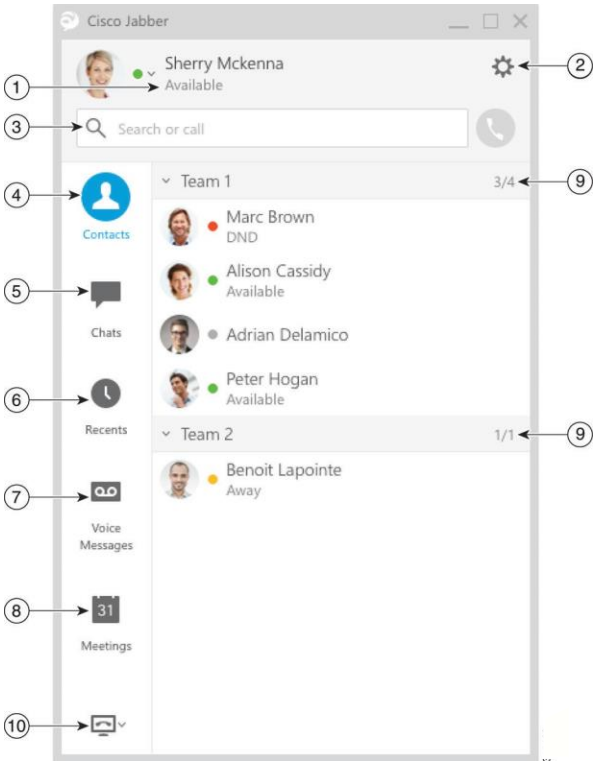 Cisco Jabber
Sherry Mckenna
1
Available
2
3
Search or call
4
Contacts
Team 1
3/4
9
Marc Brown
DND
Alison Cassidy
Available
5
Chats
Adrian Delamico
Peter Hogan
Available
6
Recents
Team 2
1/1
9
Benoit Lapointe
Away
7
Voice
Messages
8
31
Meetings
10